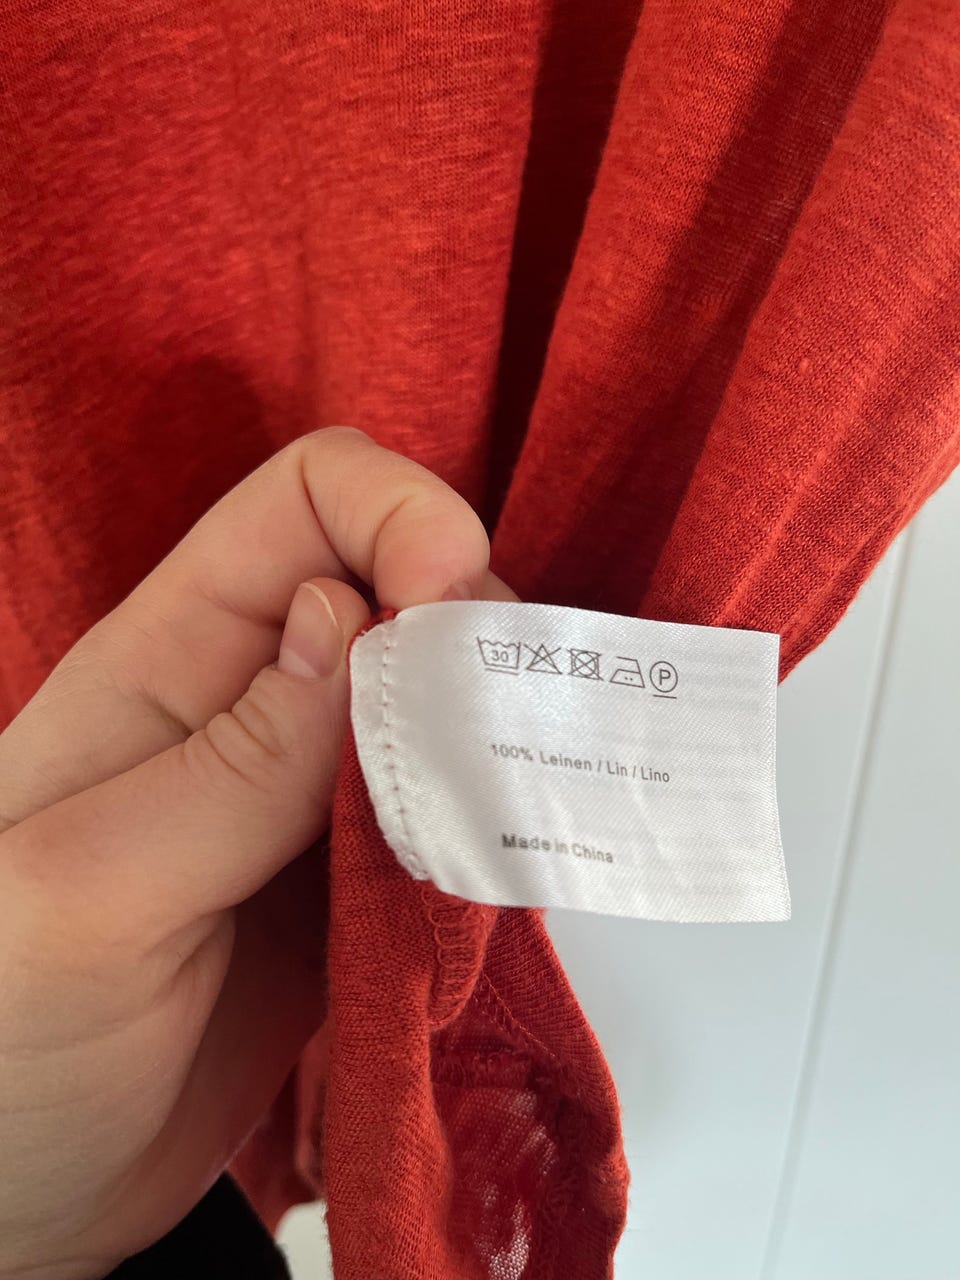 30 P
100% Leinen / Lin / Lino
Made in China